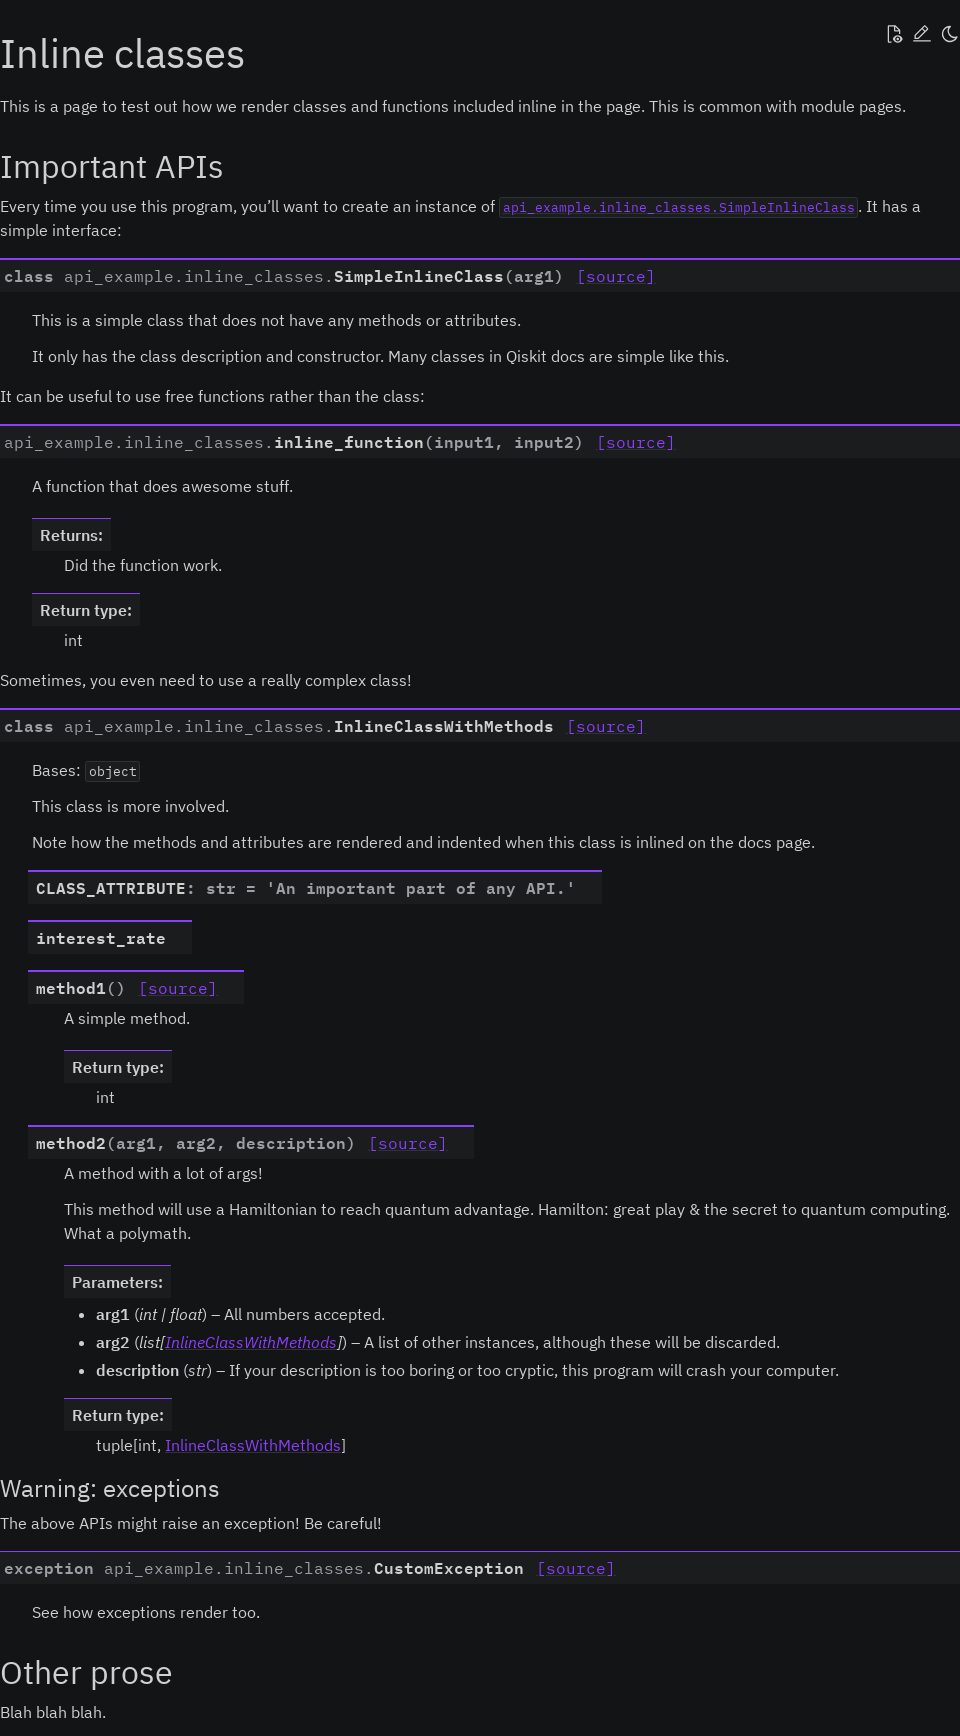 Inline classes
This is a page to test out how we render classes and functions included inline in the page. This is common with module pages.
Important APIs
Every time you use this program, you’ll want to create an instance of api_example.inline_classes.SimpleInlineClass. It has a
simple interface:
class api_example.inline_classes.SimpleInlineClass(arg1) [source]
This is a simple class that does not have any methods or attributes.
It only has the class description and constructor. Many classes in Qiskit docs are simple like this.
It can be useful to use free functions rather than the class:
api_example.inline_classes.inline_function(input1, input2) [source]
A function that does awesome stuff.
Returns:
Did the function work.
Return type:
int
Sometimes, you even need to use a really complex class!
class api_example.inline_classes.InlineClassWithMethods [source]
Bases: object
This class is more involved.
Note how the methods and attributes are rendered and indented when this class is inlined on the docs page.
CLASS_ATTRIBUTE: str = 'An important part of any API.'
interest_rate
method1() [source]
A simple method.
Return type:
int
method2(arg1, arg2, description) [source]
A method with a lot of args!
This method will use a Hamiltonian to reach quantum advantage. Hamilton: great play & the secret to quantum computing.
What a polymath.
Parameters:
• arg1 (int | float) – All numbers accepted.
• arg2 (list[InlineClassWithMethods]) – A list of other instances, although these will be discarded.
• description (str) – If your description is too boring or too cryptic, this program will crash your computer.
Return type:
tuple[int, InlineClassWithMethods]
Warning: exceptions
The above APIs might raise an exception! Be careful!
exception api_example.inline_classes.CustomException [source]
See how exceptions render too.
Other prose
Blah blah blah.